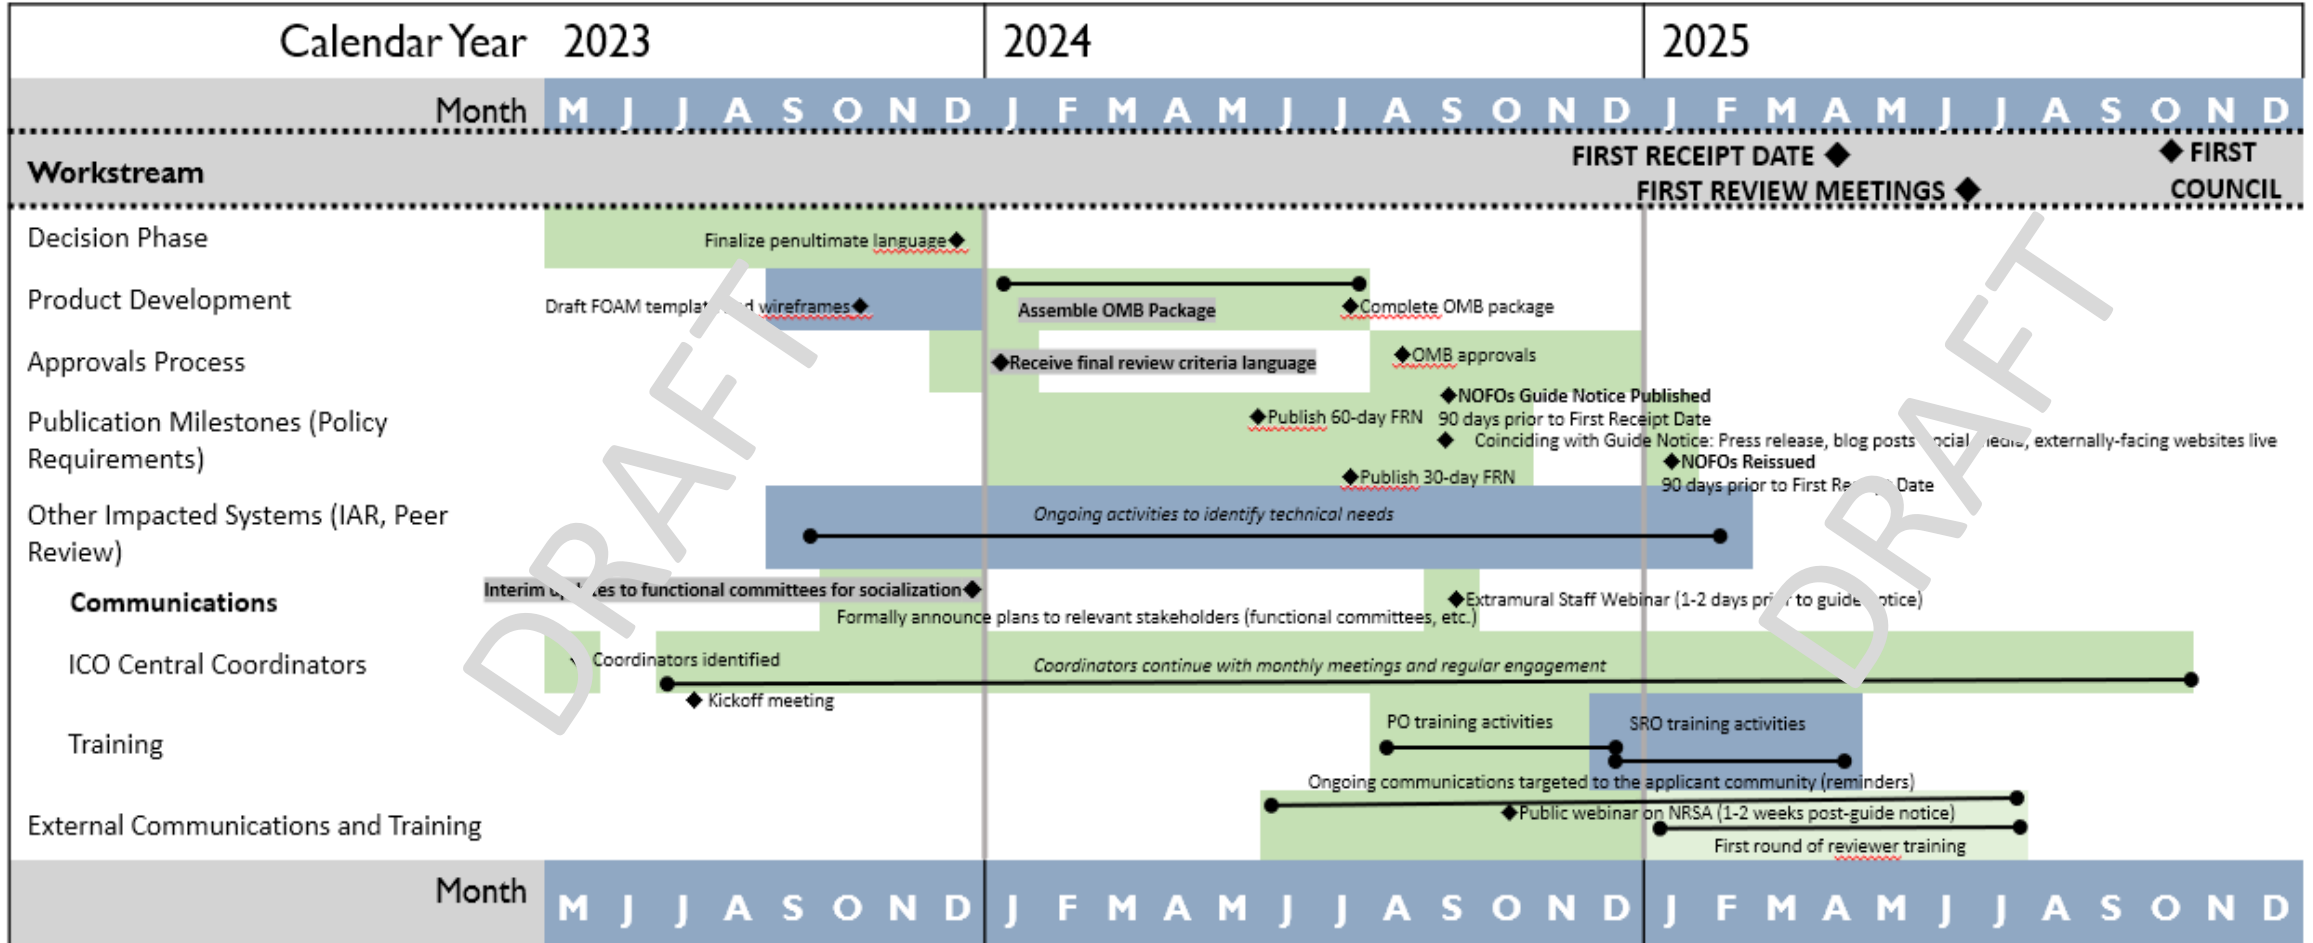 Calendar Year 2023 2024 2025
Month M J J A S O N D J F M A M J J A S O N D J F M A M J J A S O N D
Workstream
FIRST RECEIPT DATE
FIRST REVIEW MEETINGS
FIRST
COUNCIL
Decision Phase
Finalize penultimate language
Product Development
Draft FOAM wireframes
Assemble OMB Package
Complete OMB package
Approvals Process
Receive final review criteria language
OMB approvals
Publication Milestones (Policy
Requirements)
Publish 60-day FRN
NOFOs Guide Notice Published
90 days prior to First Receipt Date
Coinciding with Guide Notice: Press release, blog posts social media, externally-facing websites live
NOFOs Reissued
90 days prior to First Receipt Date
Publish 30-day FRN
Other Impacted Systems (IAR, Peer
Review)
Ongoing activities to identify technical needs
Communications
Interim updates to functional committees for socialization
Formally announce plans to relevant stakeholders (functional committees, etc.)
Extramural Staff Webinar (1-2 days prior to guide notice)
ICO Central Coordinators
Coordinators identified
Coordinators continue with monthly meetings and regular engagement
Kickoff meeting
Training
PO training activities
SRO training activities
External Communications and Training
Ongoing communications targeted to the applicant community (reminders)
Public webinar on NRSA (1-2 weeks post-guide notice)
First round of reviewer training
Month M J J A S O N D J F M A M J J A S O N D J F M A M J J A S O N D
DRAFT
DRAFT